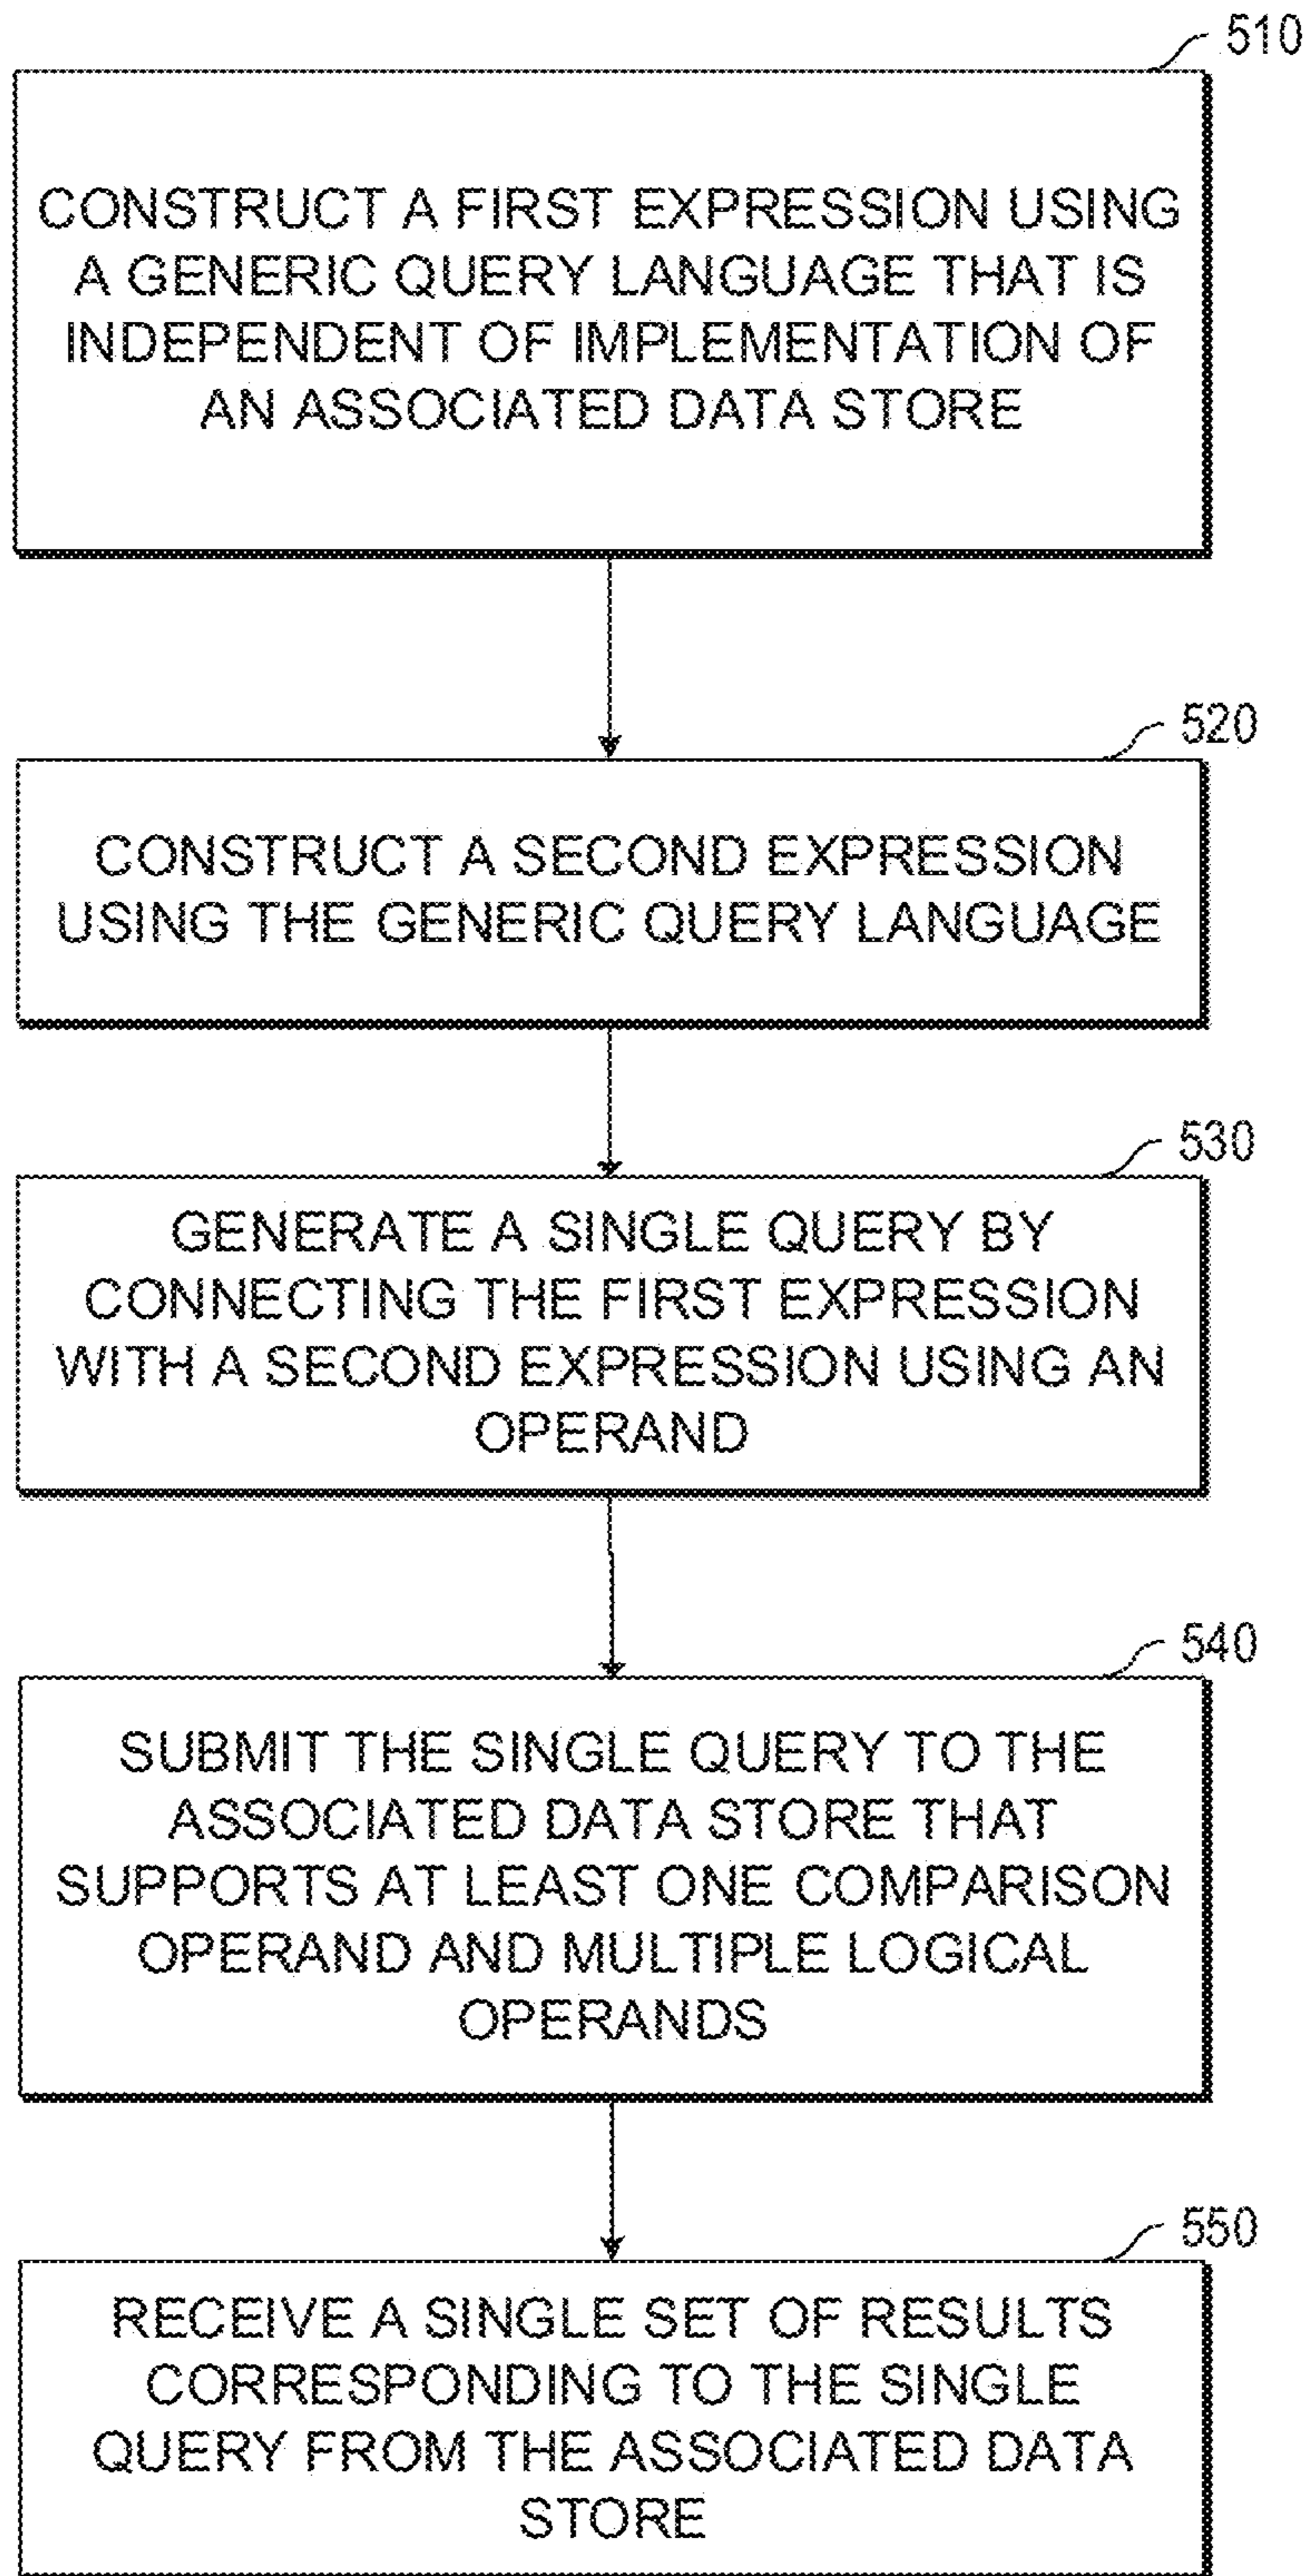 510
CONSTRUCT A FIRST EXPRESSION USING
A GENERIC QUERY LANGUAGE THAT IS
INDEPENDENT OF IMPLEMENTATION OF
AN ASSOCIATED DATA STORE
520
CONSTRUCT A SECOND EXPRESSION
USING THE GENERIC QUERY LANGUAGE
530
GENERATE A SINGLE QUERY BY
CONNECTING THE FIRST EXPRESSION
WITH A SECOND EXPRESSION USING AN
OPERAND
540
SUBMIT THE SINGLE QUERY TO THE
ASSOCIATED DATA STORE THAT
SUPPORTS AT LEAST ONE COMPARISON
OPERAND AND MULTIPLE LOGICAL
OPERANDS
550
RECEIVE A SINGLE SET OF RESULTS
CORRESPONDING TO THE SINGLE
QUERY FROM THE ASSOCIATED DATA
STORE